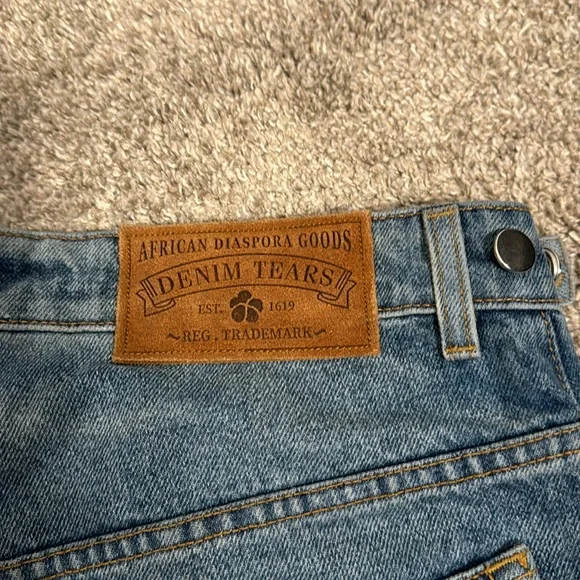 AFRICAN DIASPORA GOODS
DENIM TEARS
EST. 1619
~REG. TRADEMARK~